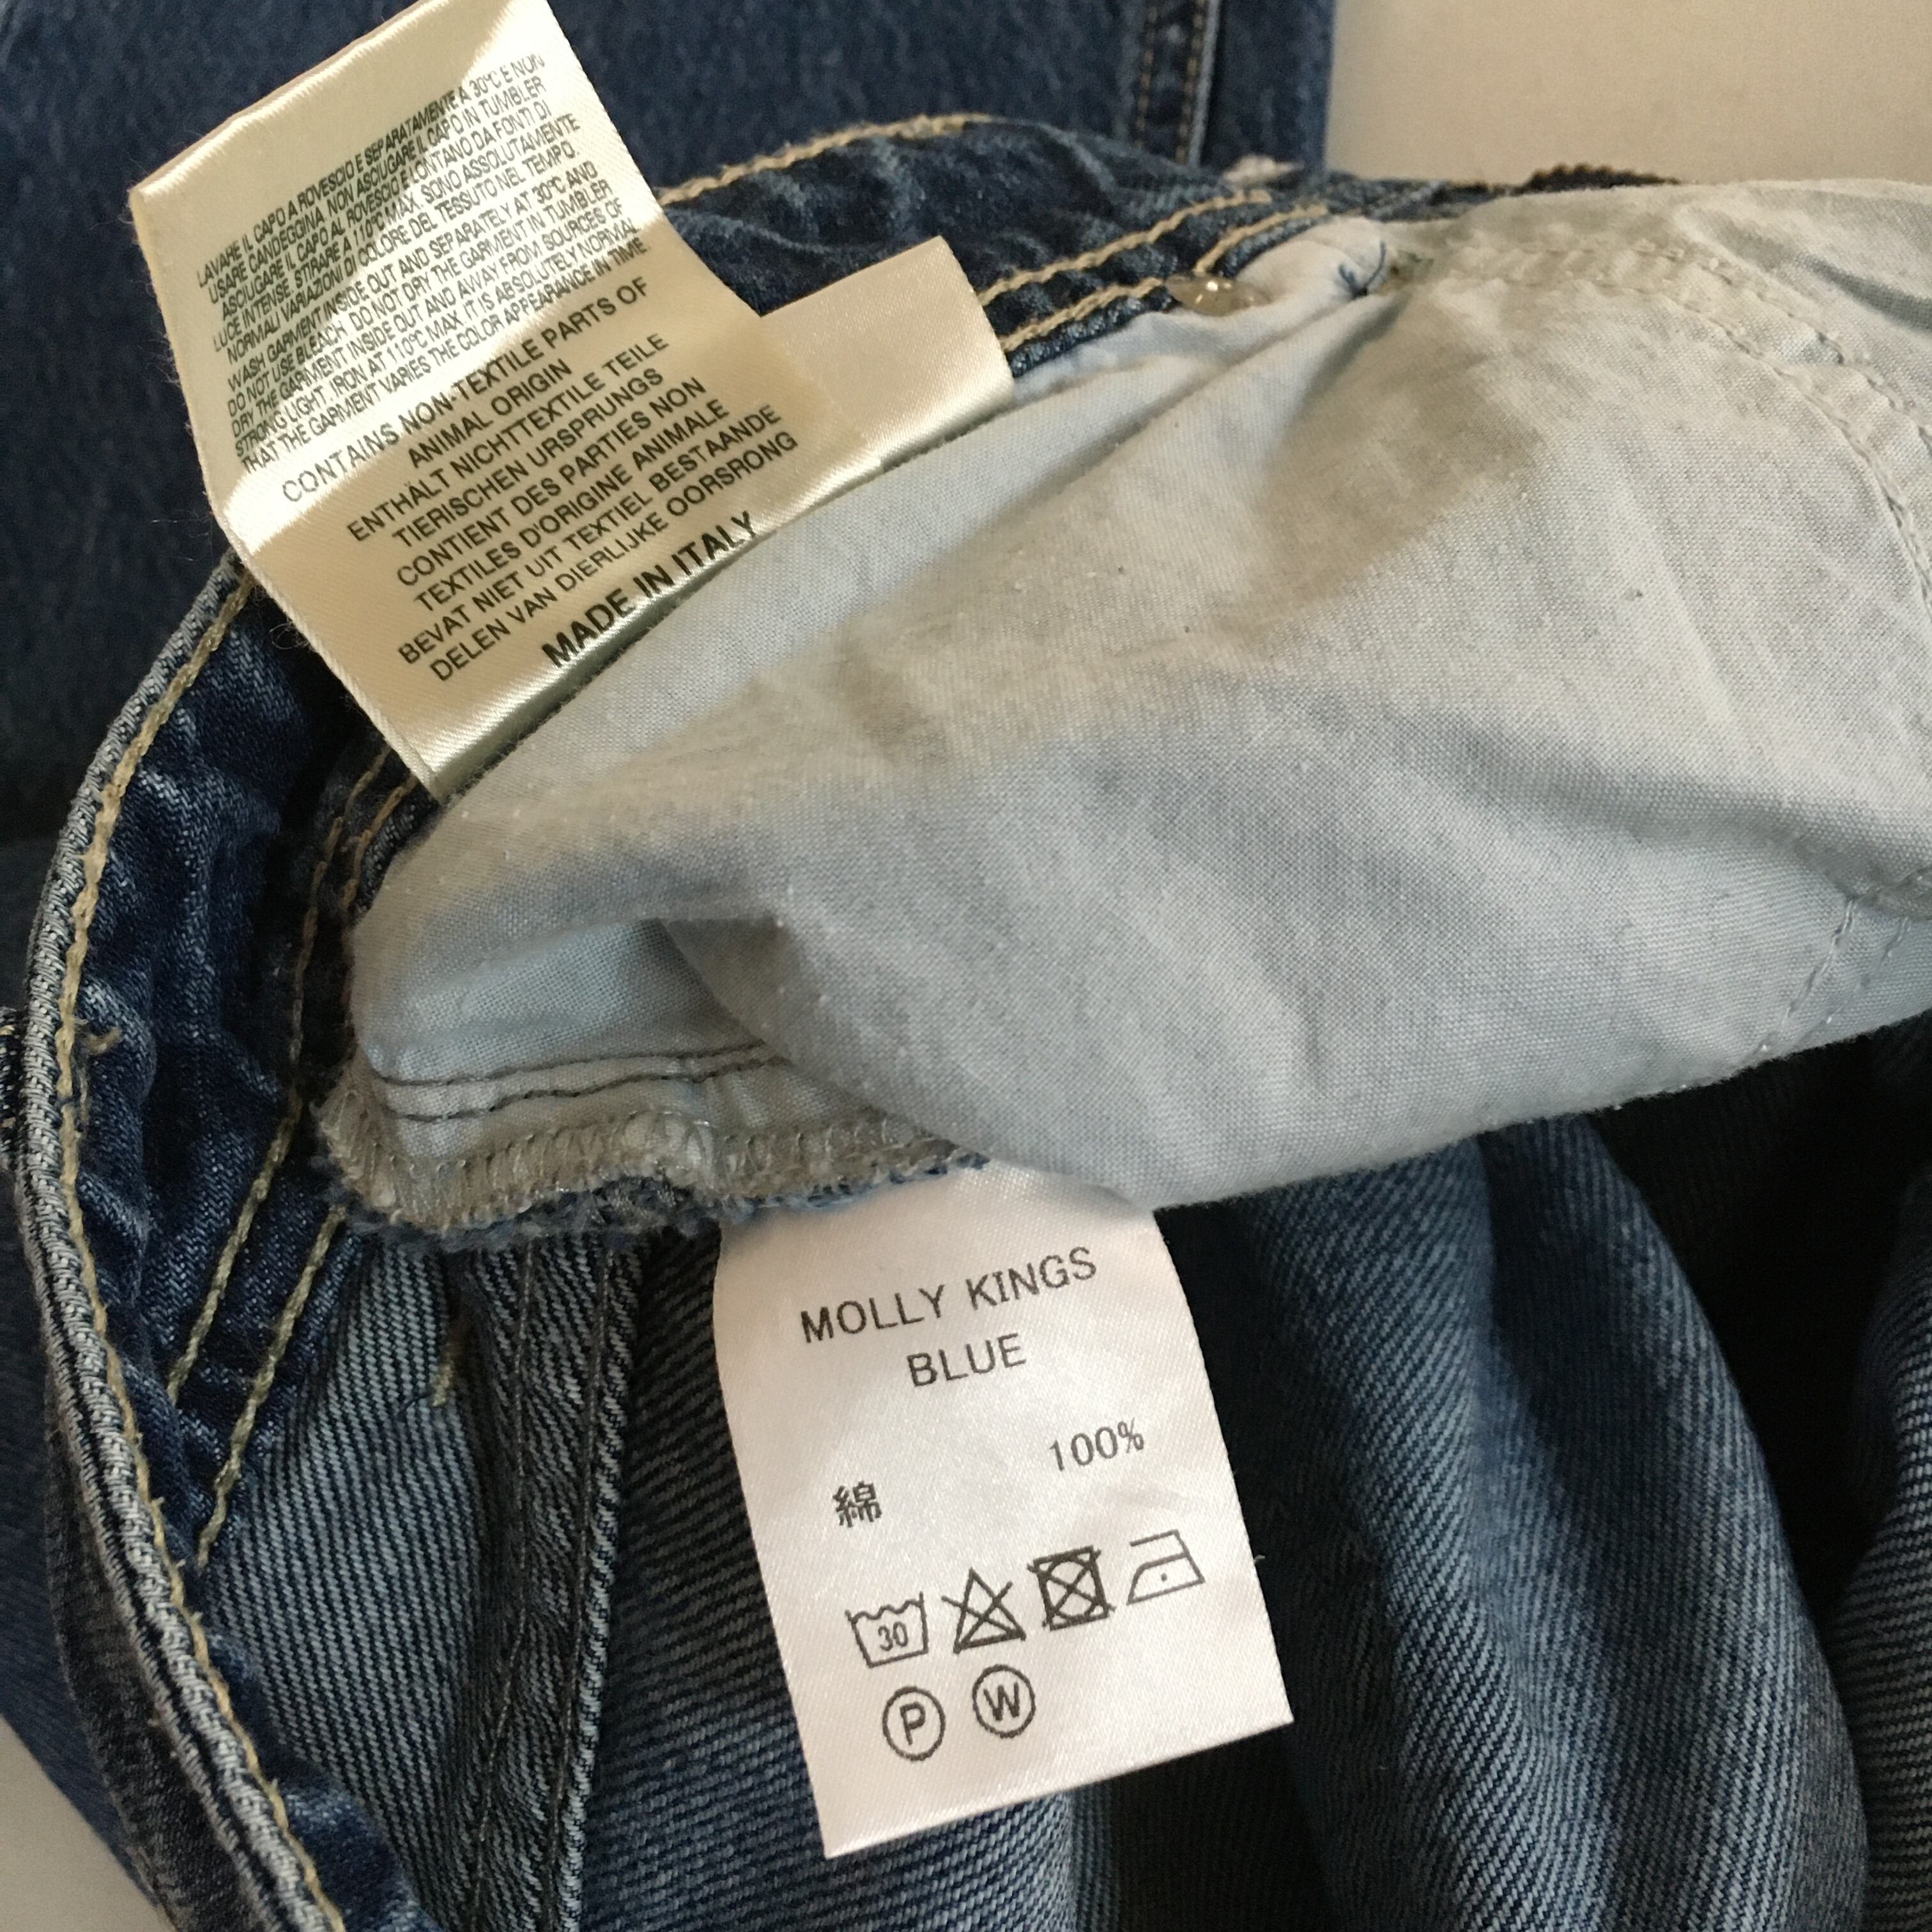 LAVARE IL CAPO A ROVESCIO E SEPARATAMENTE A 30°C E NON
USARE CANDEGGINA. NON ASCIUGARE IL CAPO IN TUMBLER
ASCIUGARE IL CAPO AL ROVESCIO E LONTANO DA FONTI DI
LUCE INTENSE. STIRARE A 110°C MAX. SONO ASSOLUTAMENTE
NORMALI VARIAZIONI DI COLORE DEL TESSUTO NEL TEMPO.
WASH GARMENT INSIDE OUT AND SEPARATELY AT 30°C AND
DO NOT USE BLEACH. DO NOT DRY THE GARMENT IN TUMBLER
DRY THE GARMENT INSIDE OUT AND AWAY FROM SOURCES OF
STRONG LIGHT. IRON AT 110°C MAX. IT IS ABSOLUTELY NORMAL
THAT THE GARMENT VARIES THE COLOR APPEARANCE IN TIME.
CONTAINS NON-TEXTILE PARTS OF
ANIMAL ORIGIN
ENTHÄLT NICHTTEXTILE TEILE
TIERISCHEN URSPRUNGS
CONTIENT DES PARTIES NON
TEXTILES D'ORIGINE ANIMALE
BEVAT NIET UIT TEXTIEL BESTAANDE
DELEN VAN DIERLIJKE OORSRONG
MADE IN ITALY
MOLLY KINGS
BLUE
綿 100%
30
P W